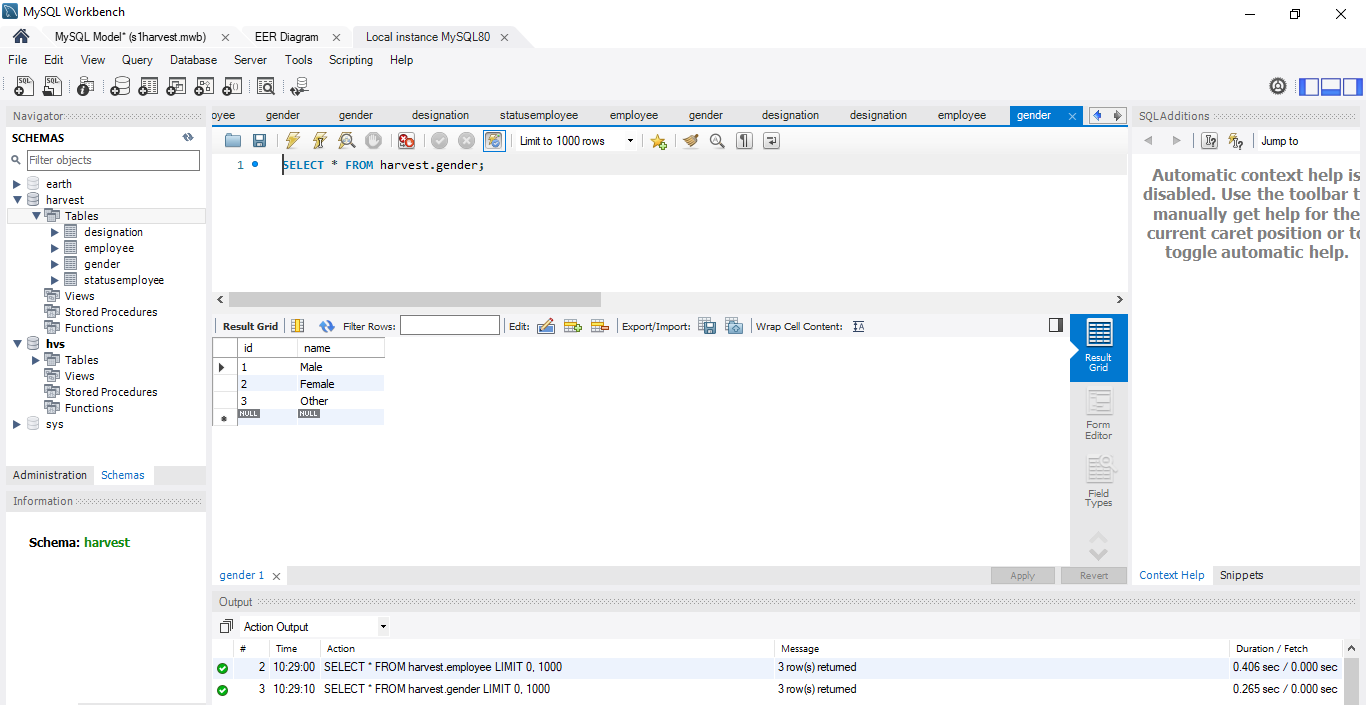 MySQL Workbench
MySQL Model* (s1harvest.mwb)
EER Diagram
Local instance MySQL80
File Edit View Query Database Server Tools Scripting Help
Navigator
SCHEMAS
Filter objects
earth
harvest
Tables
designation
employee
gender
statusemployee
Views
Stored Procedures
Functions
hvs
Tables
Views
Stored Procedures
Functions
sys
Administration Schemas
Information
Schema: harvest
oyee gender gender designation statusemployee employee gender designation designation employee gender
Limit to 1000 rows
1 SELECT * FROM harvest.gender;
Result Grid Filter Rows: Edit: Export/Import: Wrap Cell Content:
id name
1 Male
2 Female
3 Other
NULL NULL
Result
Grid
Form
Editor
Field
Types
gender 1
Apply Revert
SQLAdditions
Jump to
Automatic context help is
disabled. Use the toolbar t
manually get help for the
current caret position or to
toggle automatic help.
Context Help Snippets
Output
Action Output
# Time Action Message Duration / Fetch
2 10:29:00 SELECT * FROM harvest.employee LIMIT 0, 1000 3 row(s) returned 0.406 sec / 0.000 sec
3 10:29:10 SELECT * FROM harvest.gender LIMIT 0, 1000 3 row(s) returned 0.265 sec / 0.000 sec